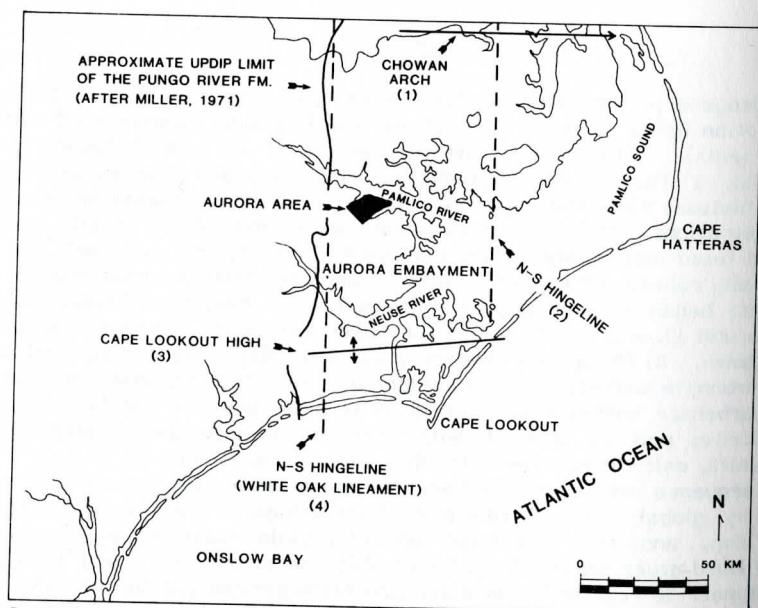 APPROXIMATE UPDIP LIMIT
OF THE PUNGO RIVER FM.
(AFTER MILLER, 1971)
CHOWAN
ARCH
(1)
PAMLICO SOUND
AURORA AREA
PAMLICO RIVER
CAPE
HATTERAS
AURORA EMBAYMENT
N-S HINGELINE
(2)
NEUSE RIVER
CAPE LOOKOUT HIGH
(3)
CAPE LOOKOUT
N-S HINGELINE
(WHITE OAK LINEAMENT)
(4)
ATLANTIC OCEAN
N
ONSLOW BAY
0 50 KM